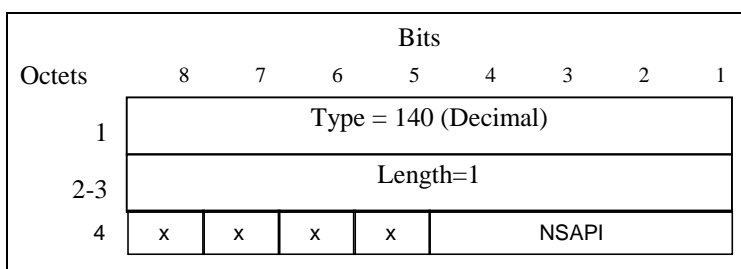 Bits
Octets 8 7 6 5 4 3 2 1
1 Type = 140 (Decimal)
2-3 Length=1
4 x x x x NSAPI